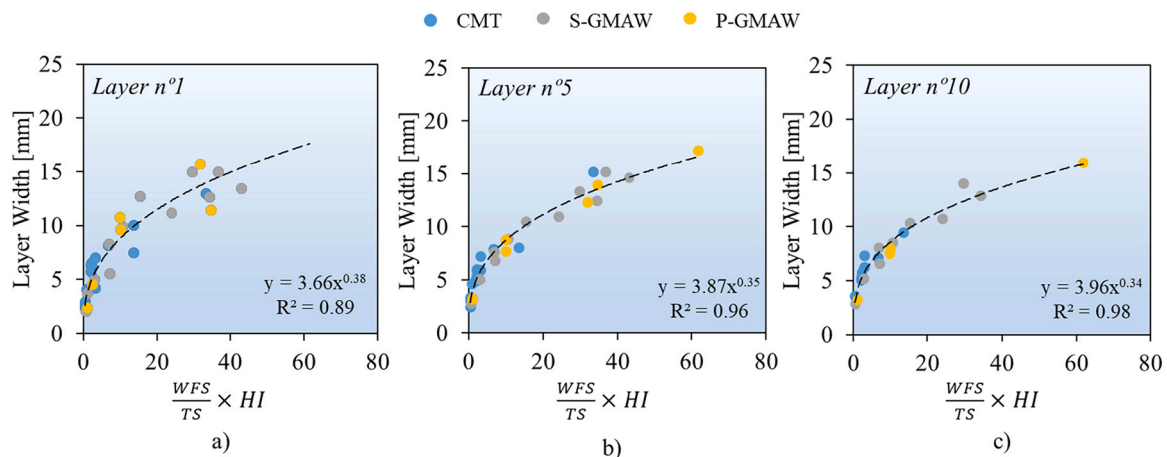 CMT S-GMAW P-GMAW
Layer nº1
Layer Width [mm]
25
20
15
10
5
0
y = 3.66x^0.38
R² = 0.89
0 20 40 60 80
WFS/TS × HI
a)
Layer nº5
Layer Width [mm]
25
20
15
10
5
0
y = 3.87x^0.35
R² = 0.96
0 20 40 60 80
WFS/TS × HI
b)
Layer nº10
Layer Width [mm]
25
20
15
10
5
0
y = 3.96x^0.34
R² = 0.98
0 20 40 60 80
WFS/TS × HI
c)